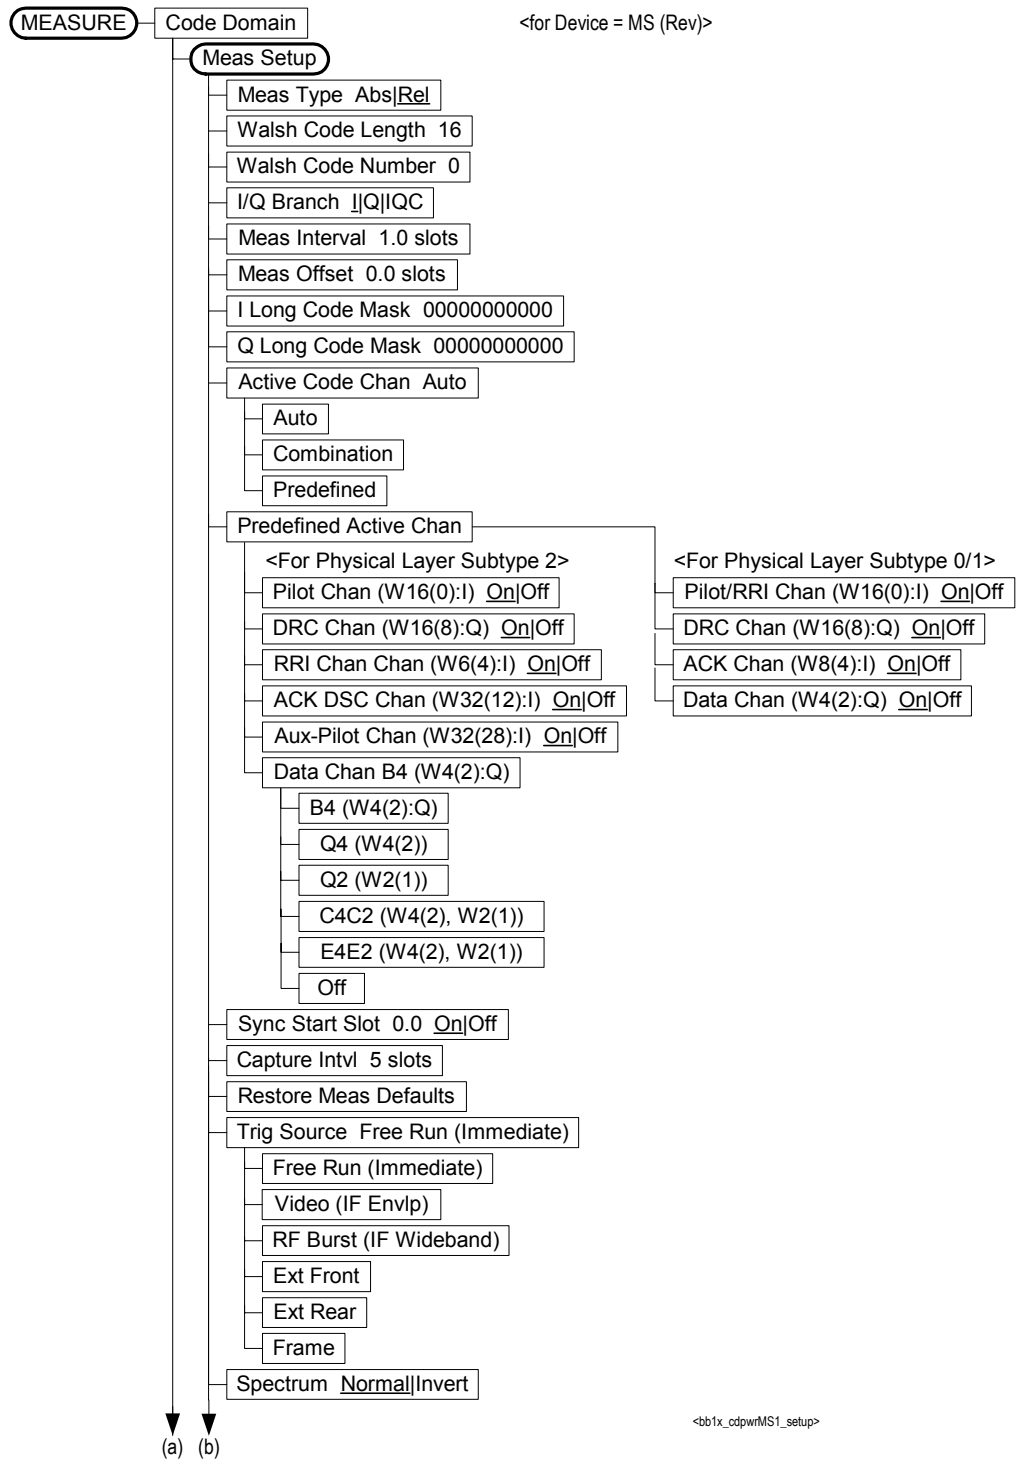 MEASURE Code Domain <for Device = MS (Rev)>
Meas Setup
Meas Type Abs|Rel
Walsh Code Length 16
Walsh Code Number 0
I/Q Branch I|Q|IQC
Meas Interval 1.0 slots
Meas Offset 0.0 slots
I Long Code Mask 00000000000
Q Long Code Mask 00000000000
Active Code Chan Auto
Auto
Combination
Predefined
Predefined Active Chan
<For Physical Layer Subtype 2> <For Physical Layer Subtype 0/1>
Pilot Chan (W16(0):I) On|Off Pilot/RRI Chan (W16(0):I) On|Off
DRC Chan (W16(8):Q) On|Off DRC Chan (W16(8):Q) On|Off
RRI Chan Chan (W6(4):I) On|Off ACK Chan (W8(4):I) On|Off
ACK DSC Chan (W32(12):I) On|Off Data Chan (W4(2):Q) On|Off
Aux-Pilot Chan (W32(28):I) On|Off
Data Chan B4 (W4(2):Q)
B4 (W4(2):Q)
Q4 (W4(2))
Q2 (W2(1))
C4C2 (W4(2), W2(1))
E4E2 (W4(2), W2(1))
Off
Sync Start Slot 0.0 On|Off
Capture Intvl 5 slots
Restore Meas Defaults
Trig Source Free Run (Immediate)
Free Run (Immediate)
Video (IF Envlp)
RF Burst (IF Wideband)
Ext Front
Ext Rear
Frame
Spectrum Normal|Invert
<bb1x_cdpwrMS1_setup>
(a) (b)